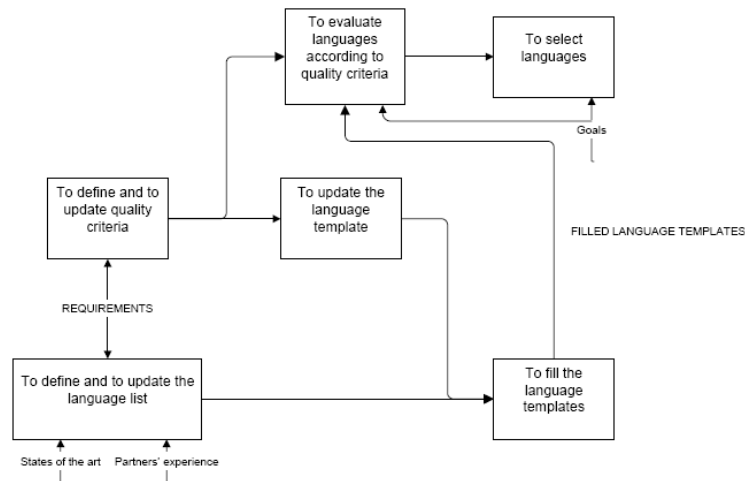 To evaluate
languages
according to
quality criteria
To select
languages
Goals
To define and to
update quality
criteria
To update the
language
template
FILLED LANGUAGE TEMPLATES
REQUIREMENTS
To define and to update the
language list
To fill the
language
templates
States of the art
Partners' experience